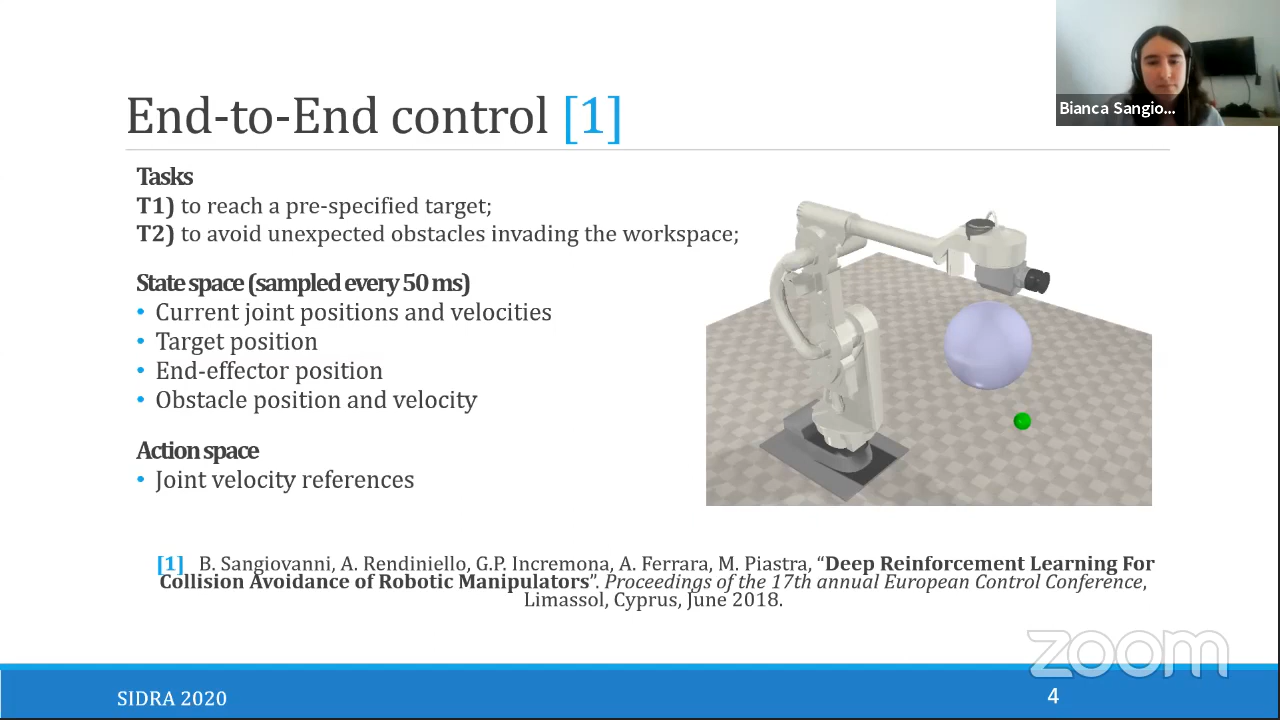 End-to-End control [1]
Bianca Sangio...
Tasks
T1) to reach a pre-specified target;
T2) to avoid unexpected obstacles invading the workspace;
State space (sampled every 50 ms)
• Current joint positions and velocities
• Target position
• End-effector position
• Obstacle position and velocity
Action space
• Joint velocity references
[1] B. Sangiovanni, A. Rendiniello, G.P. Incremona, A. Ferrara, M. Piastra, “Deep Reinforcement Learning For
Collision Avoidance of Robotic Manipulators”. Proceedings of the 17th annual European Control Conference,
Limassol, Cyprus, June 2018.
zoom
SIDRA 2020
4